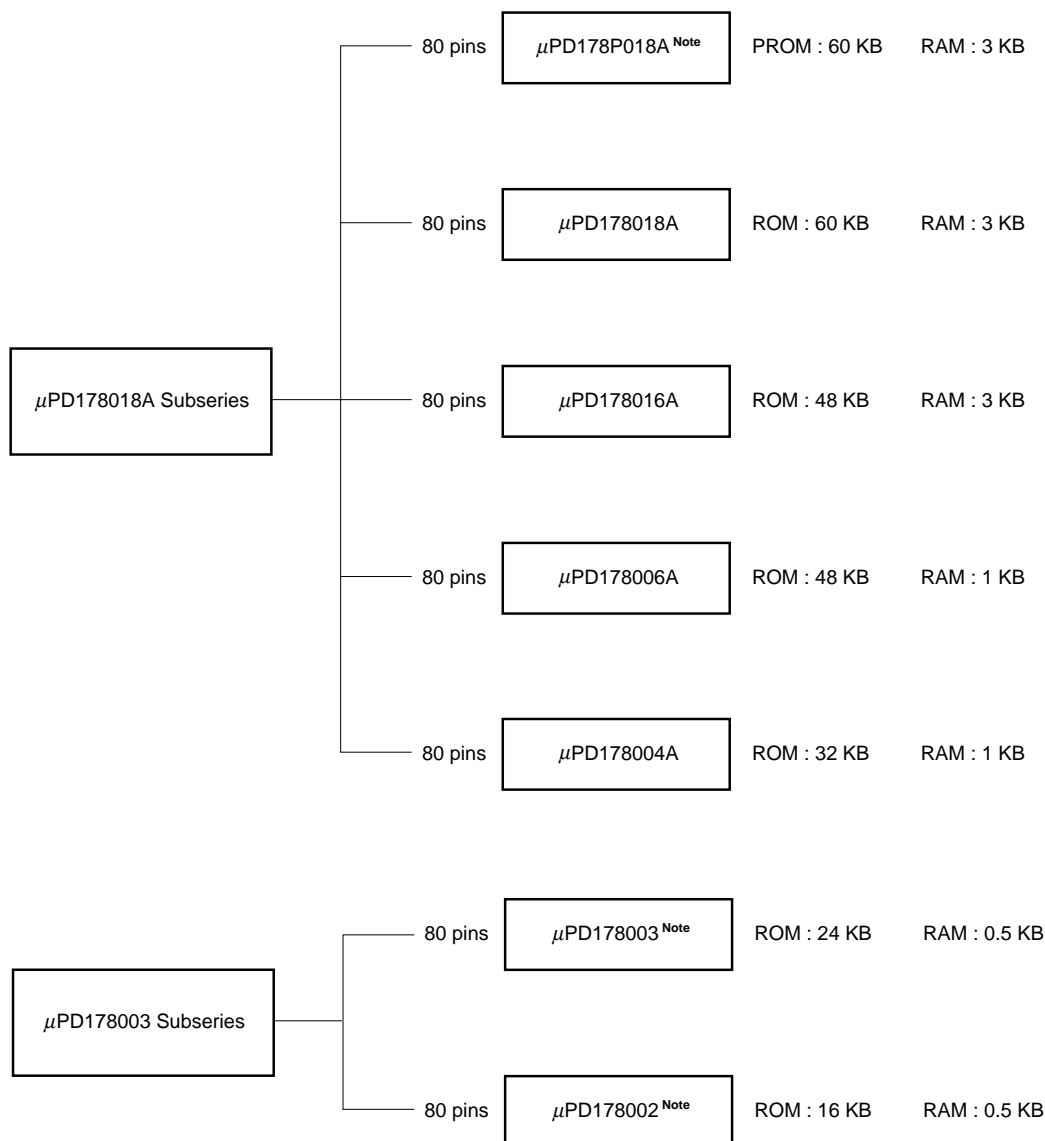 80 pins μPD178P018A Note PROM : 60 KB RAM : 3 KB
80 pins μPD178018A ROM : 60 KB RAM : 3 KB
μPD178018A Subseries 80 pins μPD178016A ROM : 48 KB RAM : 3 KB
80 pins μPD178006A ROM : 48 KB RAM : 1 KB
80 pins μPD178004A ROM : 32 KB RAM : 1 KB
80 pins μPD178003 Note ROM : 24 KB RAM : 0.5 KB
μPD178003 Subseries
80 pins μPD178002 Note ROM : 16 KB RAM : 0.5 KB